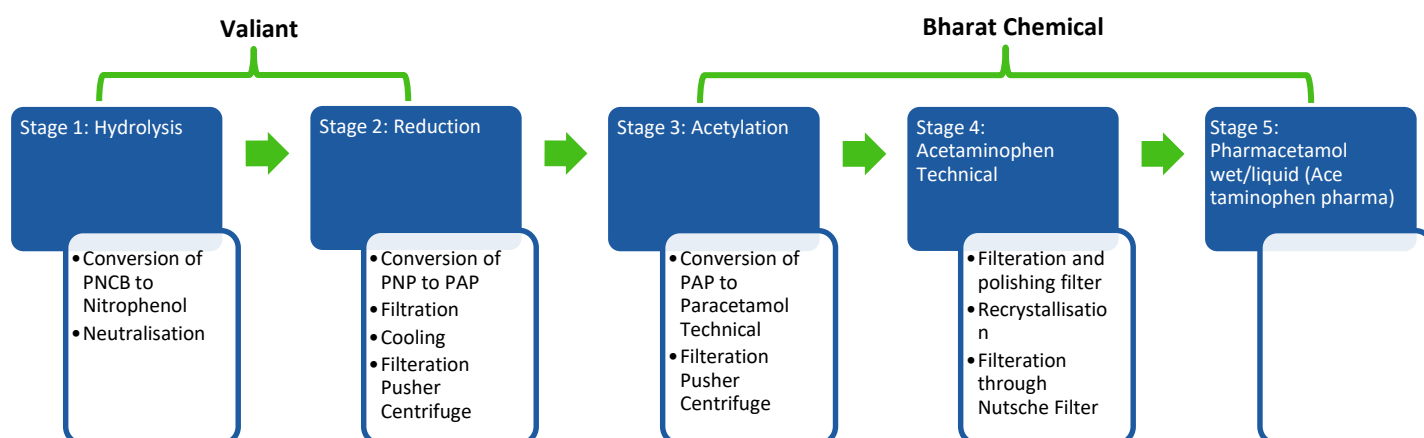 Valiant
Bharat Chemical
Stage 1: Hydrolysis
• Conversion of
PNCB to
Nitrophenol
• Neutralisation
Stage 2: Reduction
• Conversion of
PNP to PAP
• Filtration
• Cooling
• Filteration
Pusher
Centrifuge
Stage 3: Acetylation
• Conversion of
PAP to
Paracetamol
Technical
• Filteration
Pusher
Centrifuge
Stage 4:
Acetaminophen
Technical
• Filteration and
polishing filter
• Recrystallisatio
n
• Filteration
through
Nutsche Filter
Stage 5:
Pharmacetamol
wet/liquid (Ace
taminophen pharma)